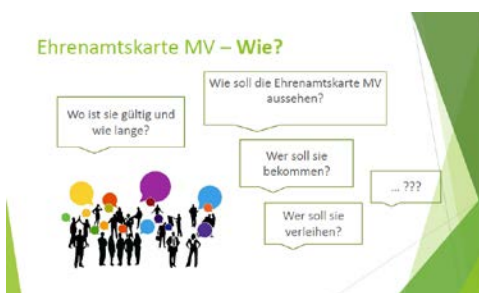 Ehrenamtskarte MV – Wie?
Wie soll die Ehrenamtskarte MV
aussehen?
Wo ist sie gültig und
wie lange?
Wer soll sie
bekommen?
... ???
Wer soll sie
verleihen?